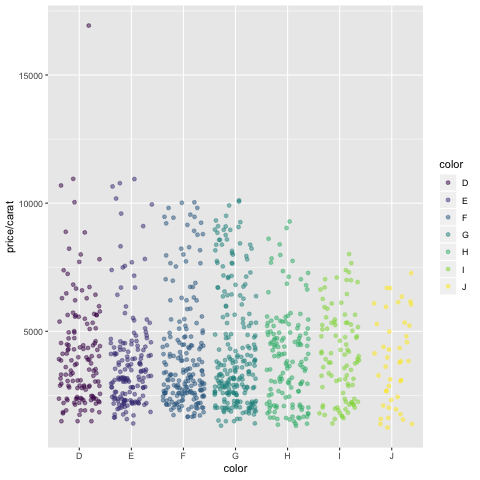 15000
10000
5000
price/carat
D E F G H I J
color
color
D
E
F
G
H
I
J